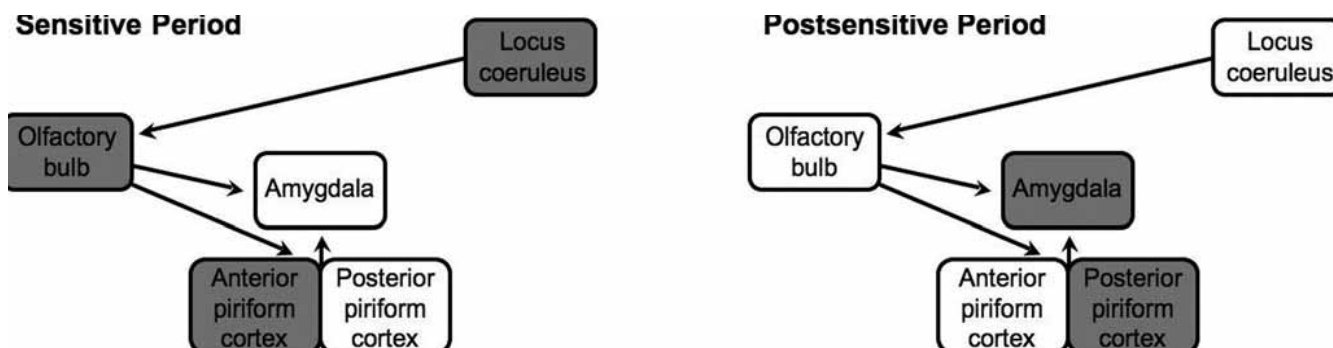 Sensitive Period
Locus
coeruleus
Olfactory
bulb
Amygdala
Anterior
piriform
cortex
Posterior
piriform
cortex
Postsensitive Period
Locus
coeruleus
Olfactory
bulb
Amygdala
Anterior
piriform
cortex
Posterior
piriform
cortex